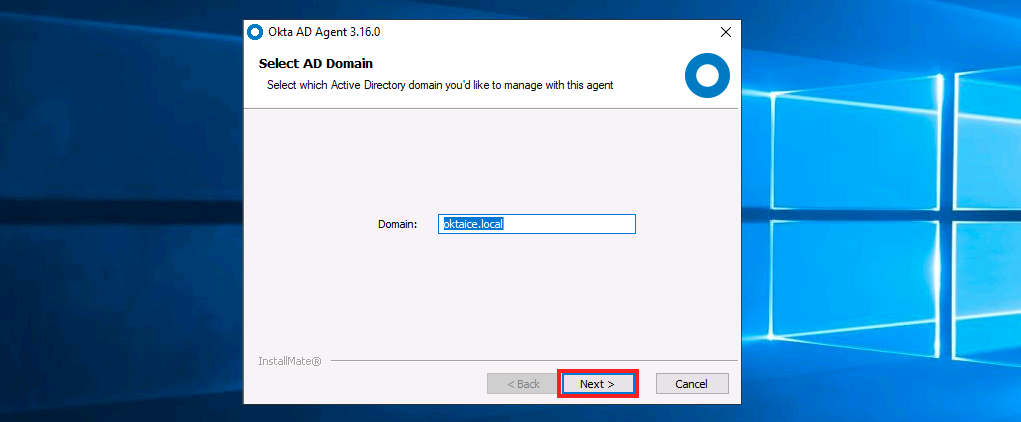 Okta AD Agent 3.16.0
Select AD Domain
Select which Active Directory domain you'd like to manage with this agent
Domain: oktaice.local
InstallMate®
< Back Next > Cancel